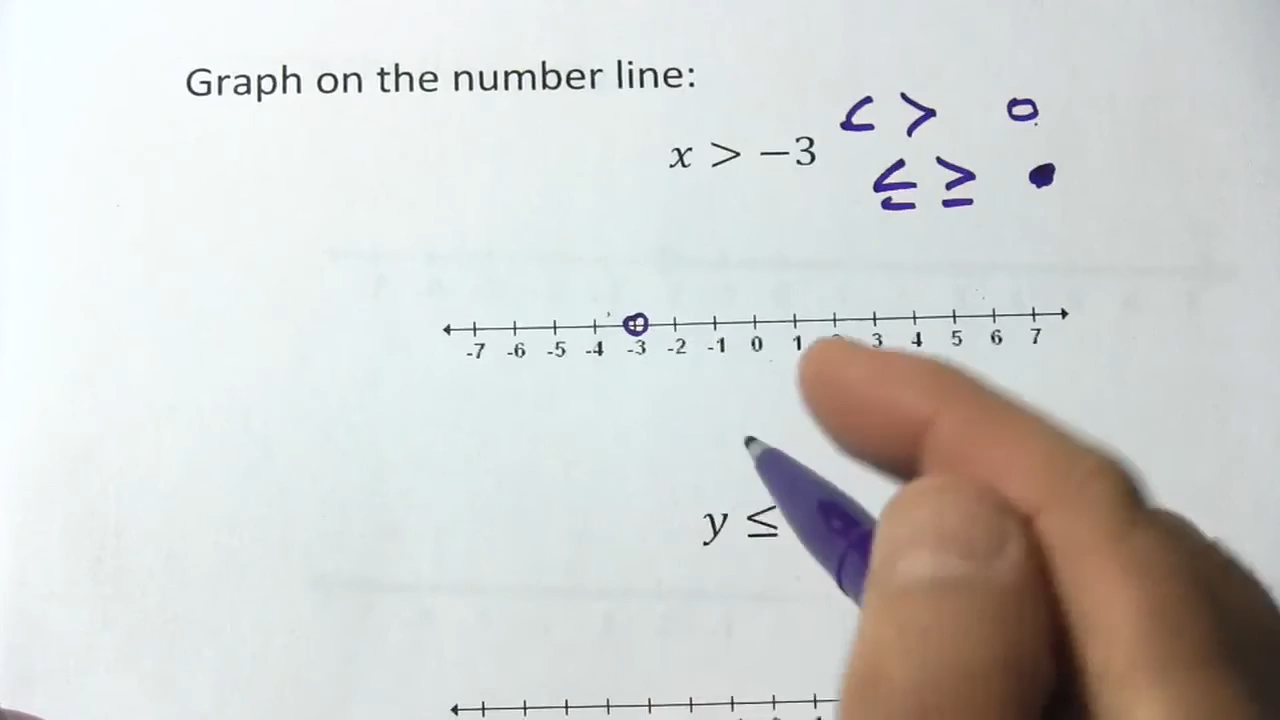 Graph on the number line:
x > −3
< > o
≤ ≥ •
-7 -6 -5 -4 -3 -2 -1 0 1 3 4 5 6 7
y ≤